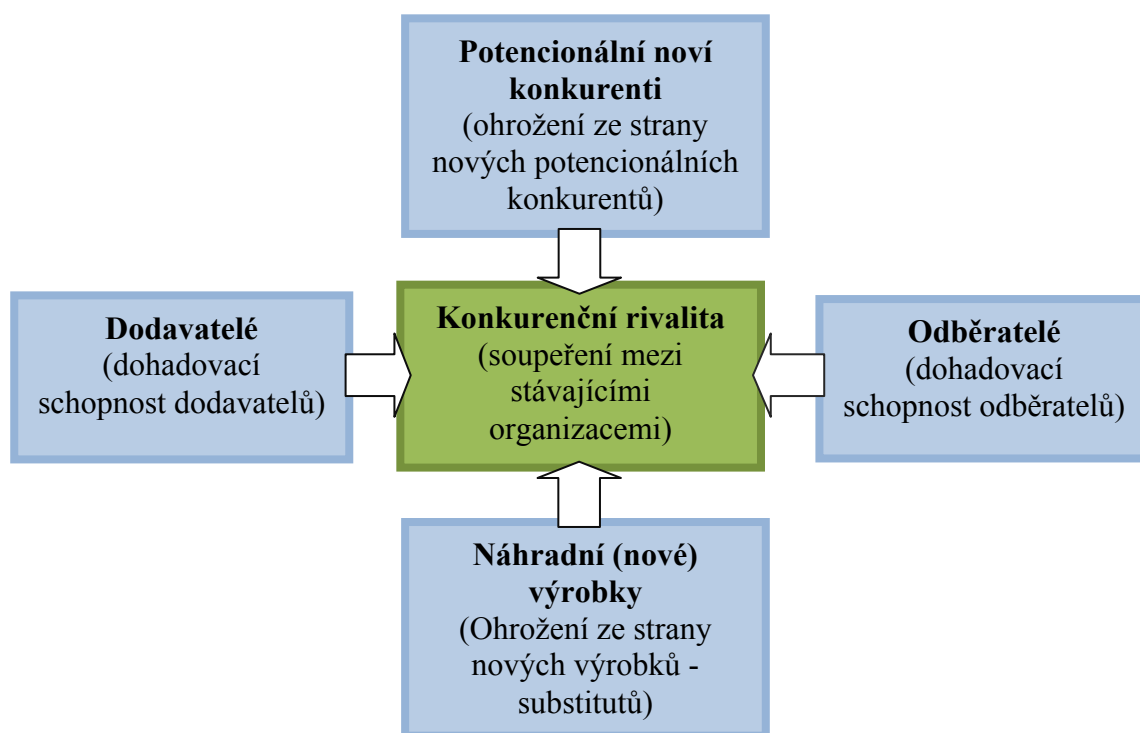 Potencionální noví
konkurenti
(ohrožení ze strany
nových potencionálních
konkurentů)
Dodavatelé
(dohadovací
schopnost dodavatelů)
Konkurenční rivalita
(soupeření mezi
stávajícími
organizacemi)
Odběratelé
(dohadovací
schopnost odběratelů)
Náhradní (nové)
výrobky
(Ohrožení ze strany
nových výrobků -
substitutů)